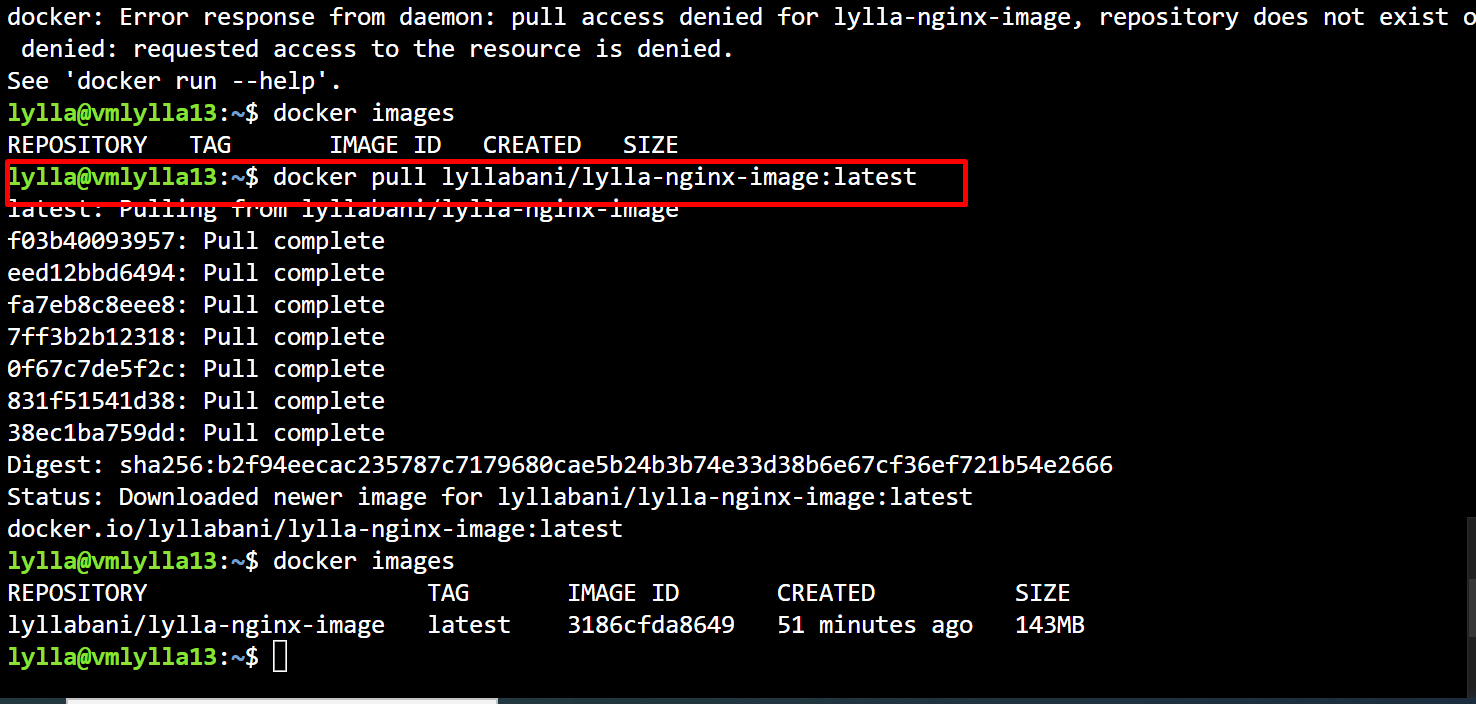 docker: Error response from daemon: pull access denied for lylla-nginx-image, repository does not exist o
 denied: requested access to the resource is denied.
See 'docker run --help'.
lylla@vmlylla13:~$ docker images
REPOSITORY   TAG       IMAGE ID   CREATED   SIZE
lylla@vmlylla13:~$ docker pull lyllabani/lylla-nginx-image:latest
latest: Pulling from lyllabani/lylla-nginx-image
f03b40093957: Pull complete
eed12bbd6494: Pull complete
fa7eb8c8eee8: Pull complete
7ff3b2b12318: Pull complete
0f67c7de5f2c: Pull complete
831f51541d38: Pull complete
38ec1ba759dd: Pull complete
Digest: sha256:b2f94eecac235787c7179680cae5b24b3b74e33d38b6e67cf36ef721b54e2666
Status: Downloaded newer image for lyllabani/lylla-nginx-image:latest
docker.io/lyllabani/lylla-nginx-image:latest
lylla@vmlylla13:~$ docker images
REPOSITORY                    TAG       IMAGE ID       CREATED          SIZE
lyllabani/lylla-nginx-image   latest    3186cfda8649   51 minutes ago   143MB
lylla@vmlylla13:~$